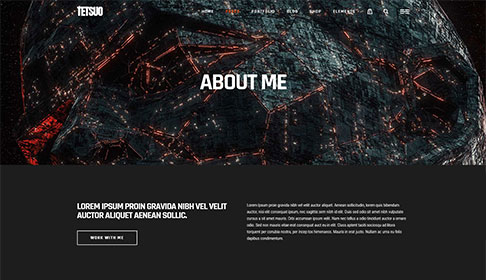 TETSUO
HOME
PAGES
PORTFOLIO
BLOG
SHOP
ELEMENTS
ABOUT ME
LOREM IPSUM PROIN GRAVIDA NIBH VEL VELIT
AUCTOR ALIQUET AENEAN SOLLIC.
WORK WITH ME
Lorem ipsum proin gravida nibh vel velit auctor aliquet. Aenean sollicitudin, lorem quis bibendum
auctor, nisi elit consequat ipsum, nec sagittis sem nibh id elit. Duis sed odio sit amet nibh vulputate
cursus a sit amet mauris. Orbi accumsan ipsum velit. Nam nec tellus a odio tincidunt auctor a ornare
odio. Sed non mauris vitae erat consequat auctor eu in elit. Class aptent taciti sociosqu ad litora
torquent per conubia nostra, per incep tos himenaeos. Mauris in erat justo. Nullam ac urna eu felis
dapibus condimentum.